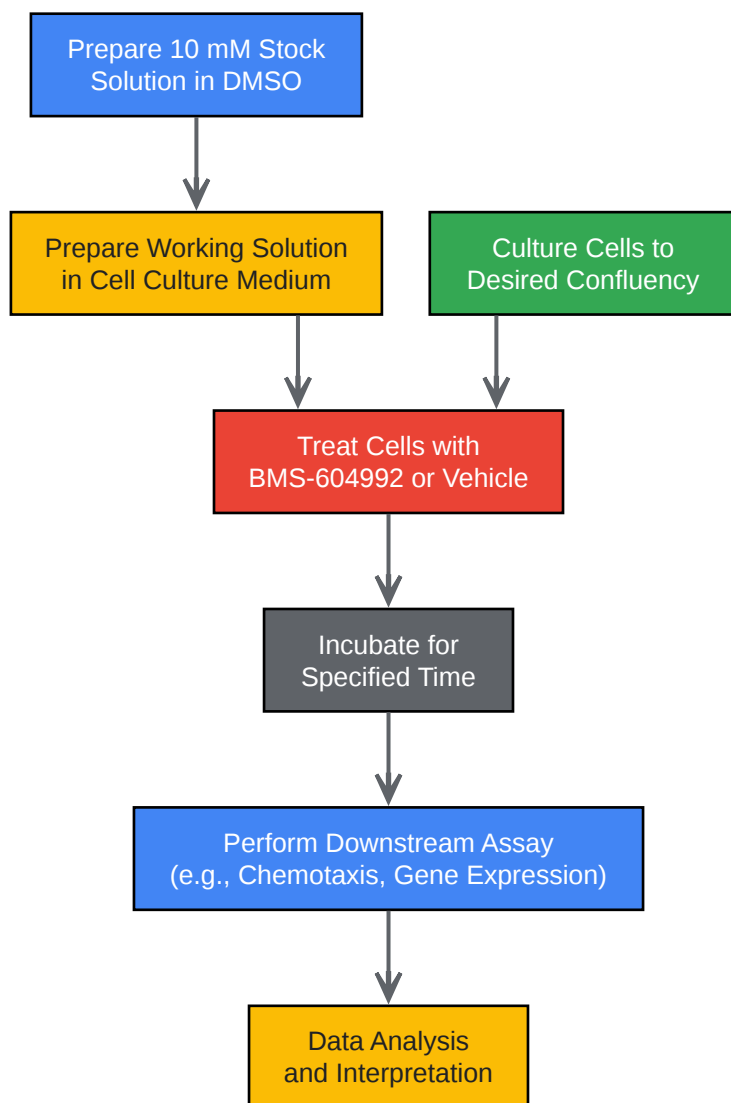 Prepare 10 mM Stock
Solution in DMSO
Prepare Working Solution
in Cell Culture Medium
Culture Cells to
Desired Confluency
Treat Cells with
BMS-604992 or Vehicle
Incubate for
Specified Time
Perform Downstream Assay
(e.g., Chemotaxis, Gene Expression)
Data Analysis
and Interpretation